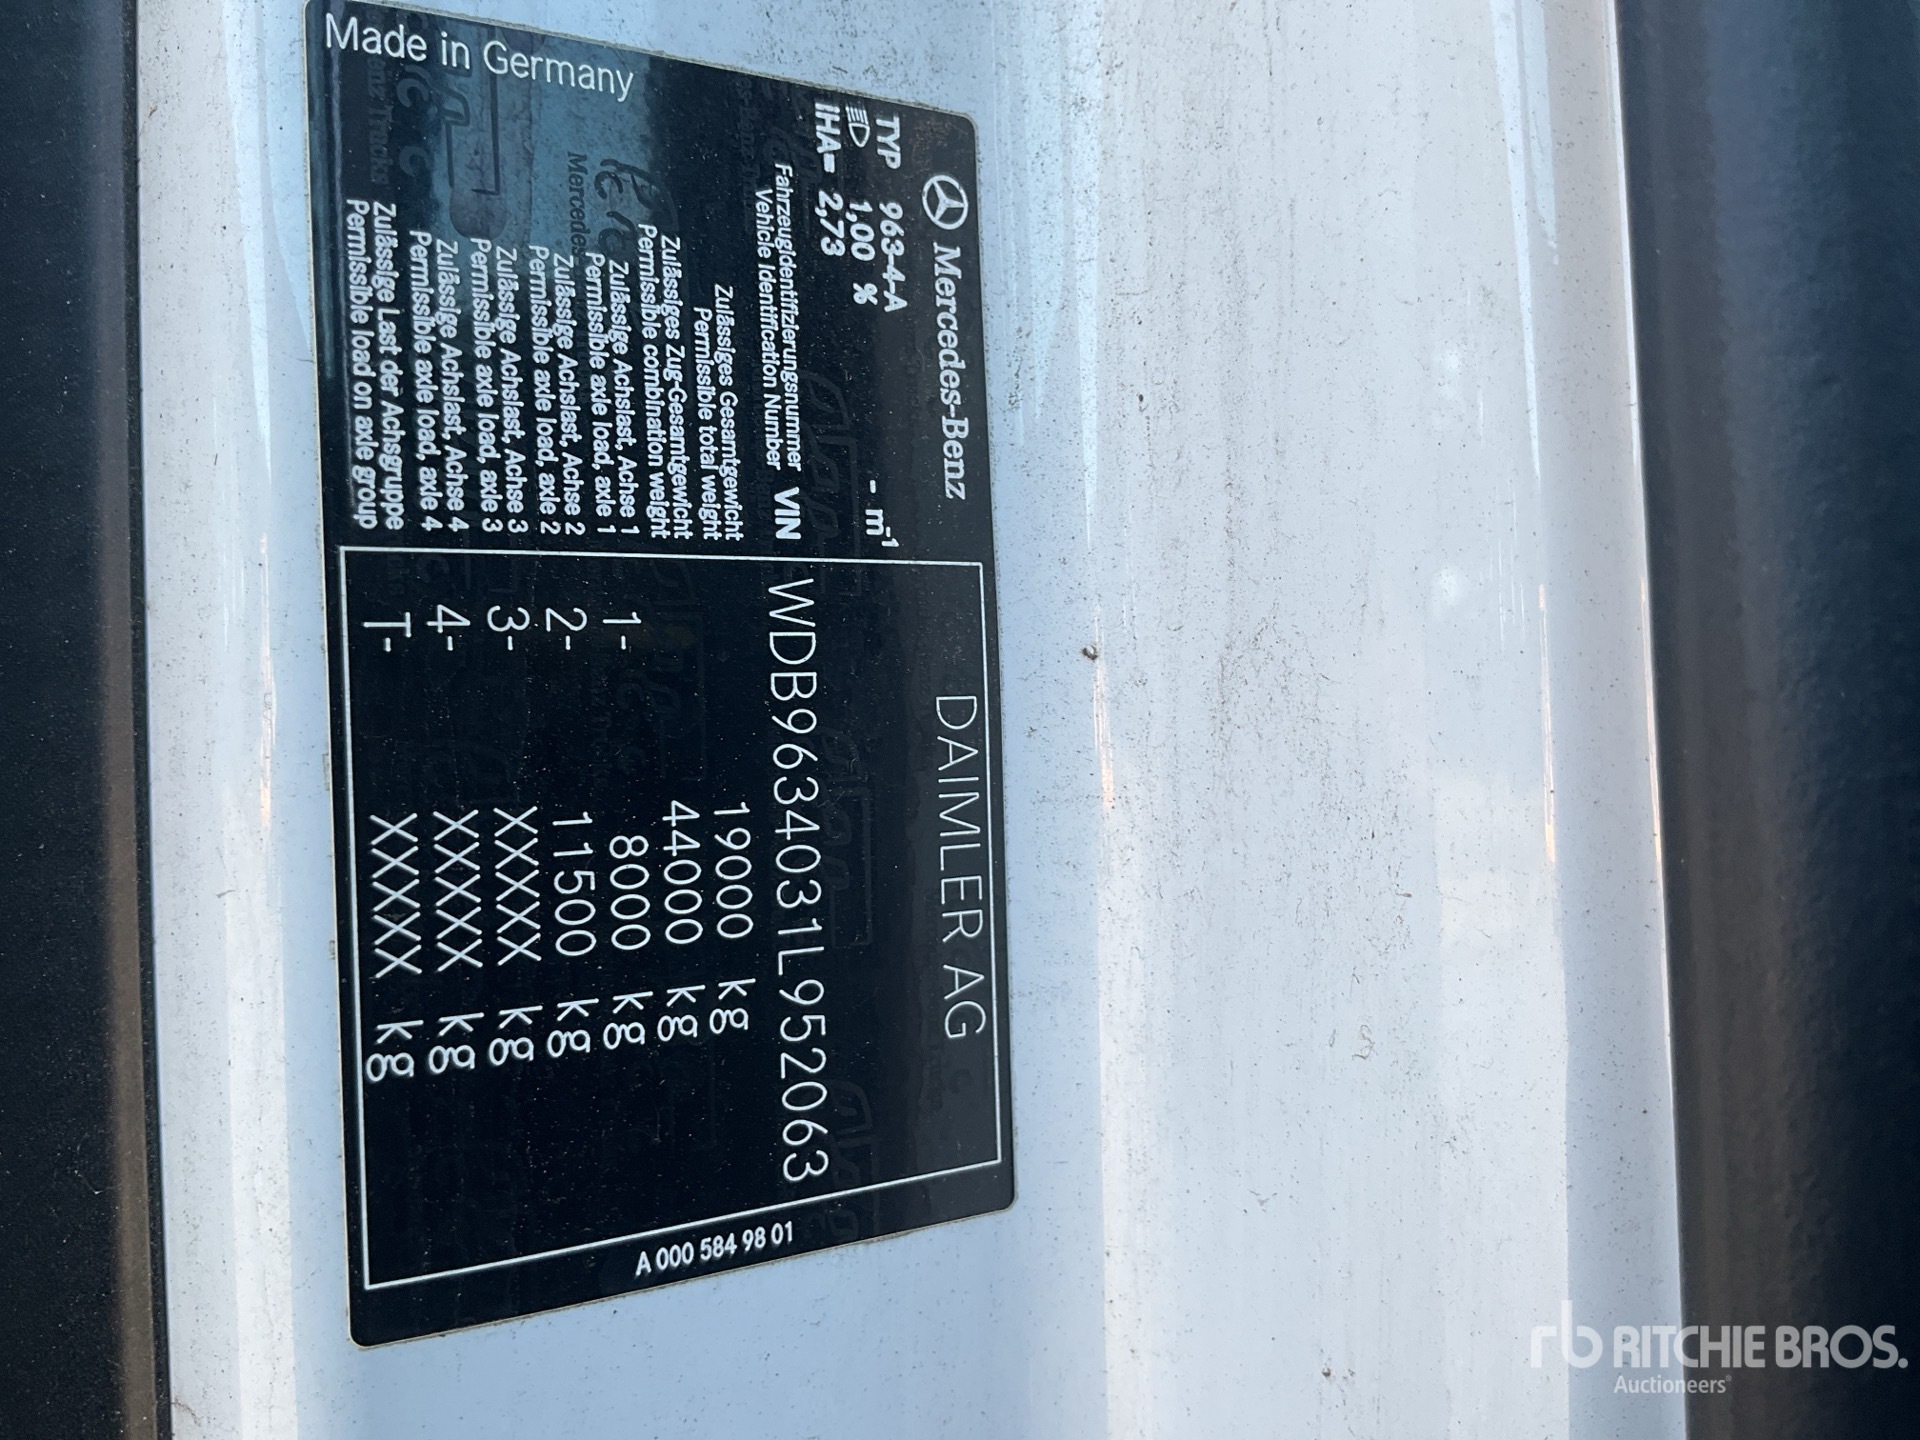 Mercedes-Benz
DAIMLER AG
TYP 963-4-A
1,00 % - m⁻¹
iHA= 2,73
Fahrzeugidentifizierungsnummer
Vehicle Identification Number VIN WDB9634031L952063
Zulässiges Gesamtgewicht
Permissible total weight 19000 kg
Zulässiges Zug-Gesamtgewicht
Permissible combination weight 44000 kg
Zulässige Achslast, Achse 1
Permissible axle load, axle 1 1- 8000 kg
Zulässige Achslast, Achse 2
Permissible axle load, axle 2 2- 11500 kg
Zulässige Achslast, Achse 3
Permissible axle load, axle 3 3- XXXXX kg
Zulässige Achslast, Achse 4
Permissible axle load, axle 4 4- XXXXX kg
Zulässige Last der Achsgruppe
Permissible load on axle group T- XXXXX kg
Made in Germany
A 000 584 98 01
rb RITCHIE BROS.
Auctioneers